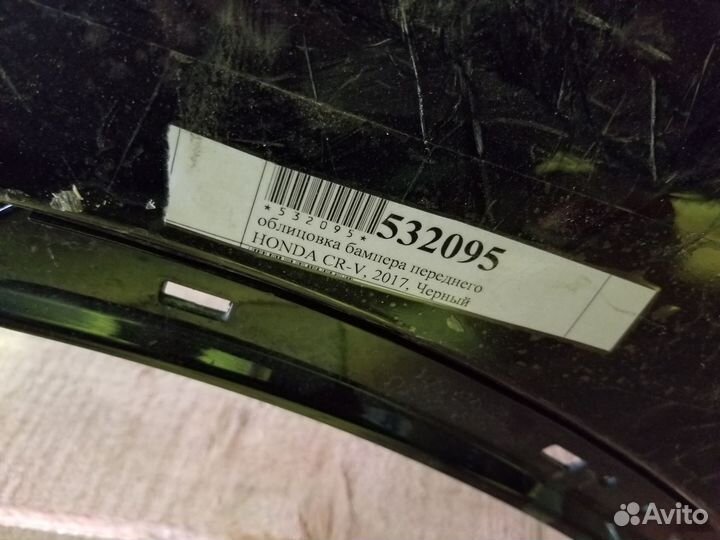 *532095*
532095
облицовка бампера переднего
HONDA CR-V, 2017, Черный
Avito